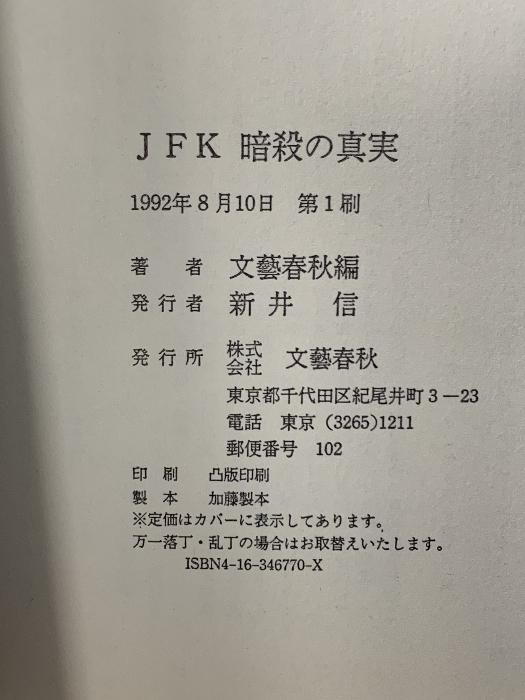 JFK 暗殺の真実
1992年8月10日 第1刷
著者 文藝春秋編
発行者 新井 信
発行所 株式会社 文藝春秋
東京都千代田区紀尾井町3―23
電話 東京 (3265)1211
郵便番号 102
印刷 凸版印刷
製本 加藤製本
※定価はカバーに表示してあります。
万一落丁・乱丁の場合はお取替えいたします。
ISBN4-16-346770-X